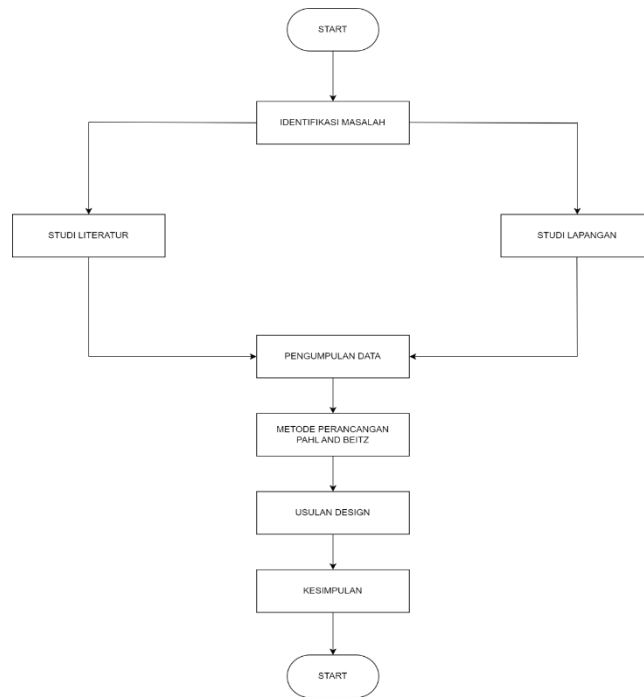 START
IDENTIFIKASI MASALAH
STUDI LITERATUR
STUDI LAPANGAN
PENGUMPULAN DATA
METODE PERANCANGAN
PAHL AND BEITZ
USULAN DESIGN
KESIMPULAN
START